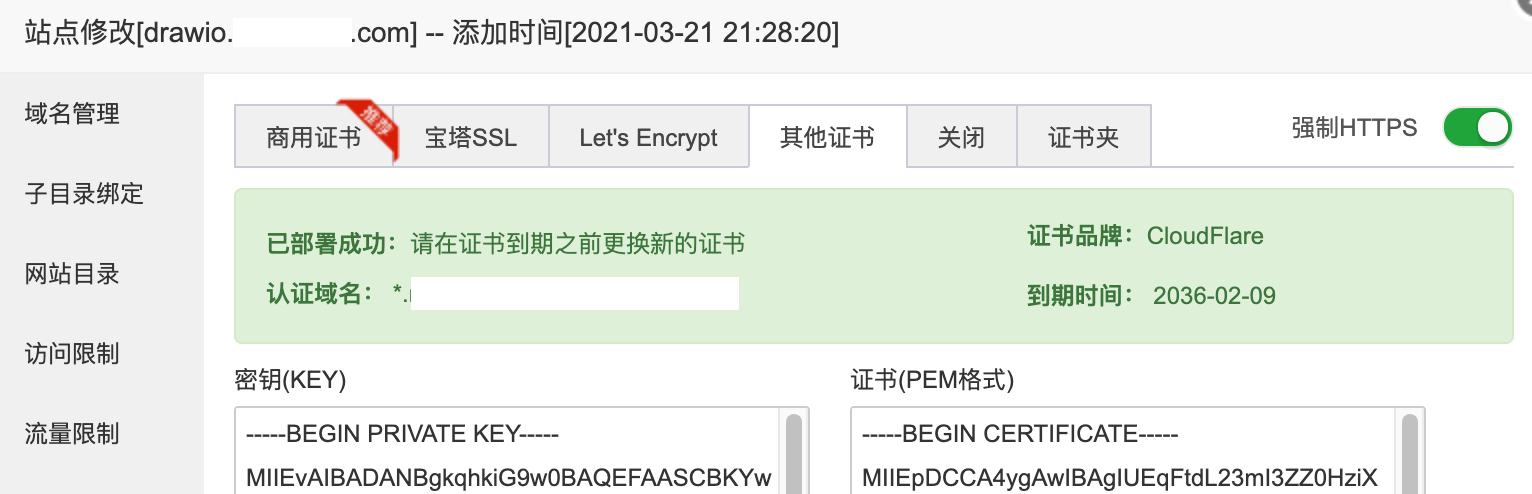 站点修改[drawio. .com] -- 添加时间[2021-03-21 21:28:20]
域名管理
子目录绑定
网站目录
访问限制
流量限制
商用证书
推荐
宝塔SSL
Let's Encrypt
其他证书
关闭
证书夹
强制HTTPS
已部署成功：请在证书到期之前更换新的证书
证书品牌：CloudFlare
认证域名： *.
到期时间： 2036-02-09
密钥(KEY)
-----BEGIN PRIVATE KEY-----
MIIEvAIBADANBgkqhkiG9w0BAQEFAASCBKYw
证书(PEM格式)
-----BEGIN CERTIFICATE-----
MIIEpDCCA4ygAwIBAgIUEqFtdL23mI3ZZ0HziX